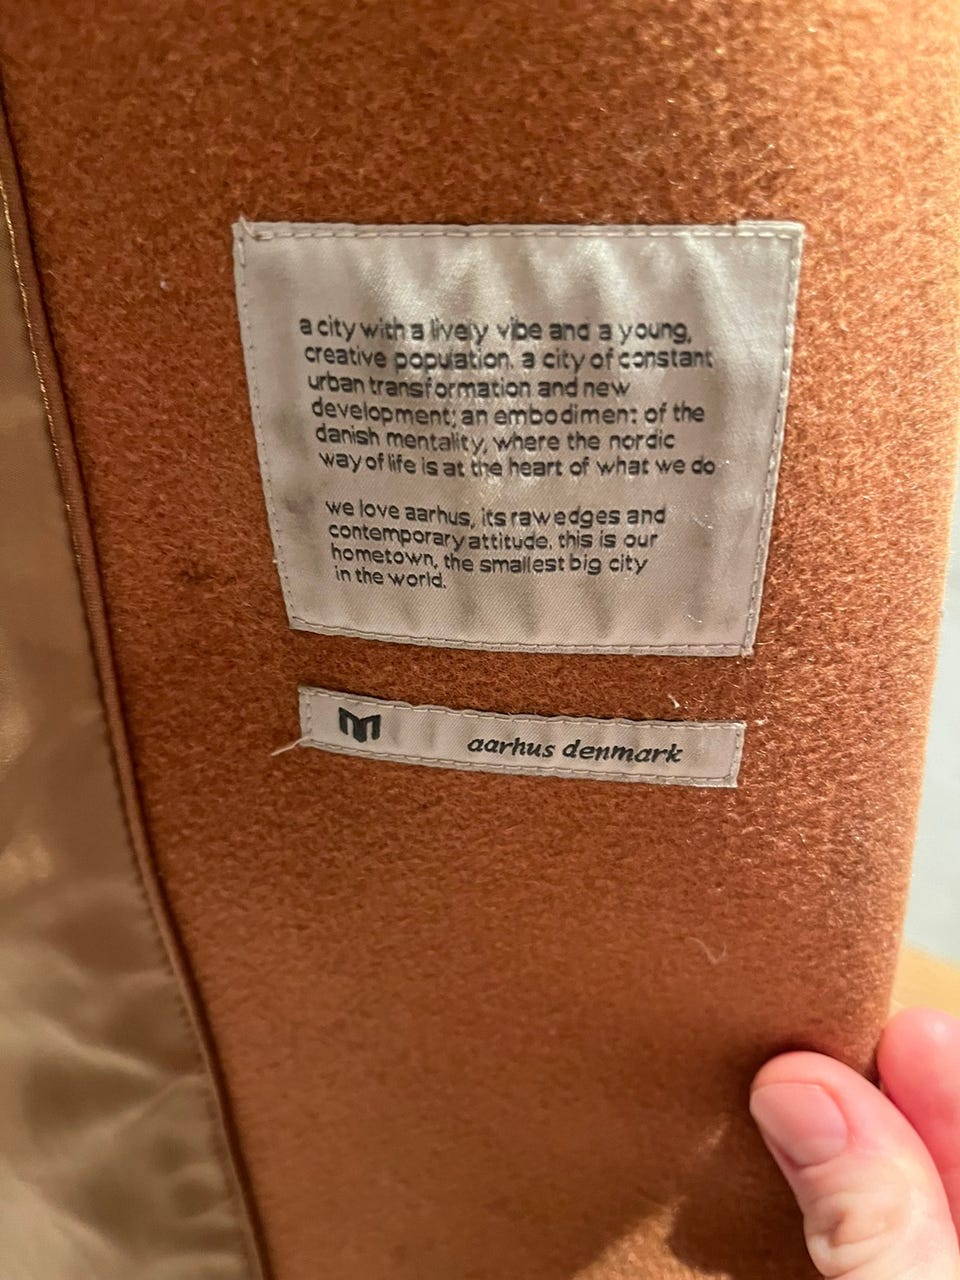 a city with a lively vibe and a young,
creative population. a city of constant
urban transformation and new
development; an embodiment of the
danish mentality, where the nordic
way of life is at the heart of what we do
we love aarhus, its raw edges and
contemporary attitude. this is our
hometown, the smallest big city
in the world.
aarhus denmark